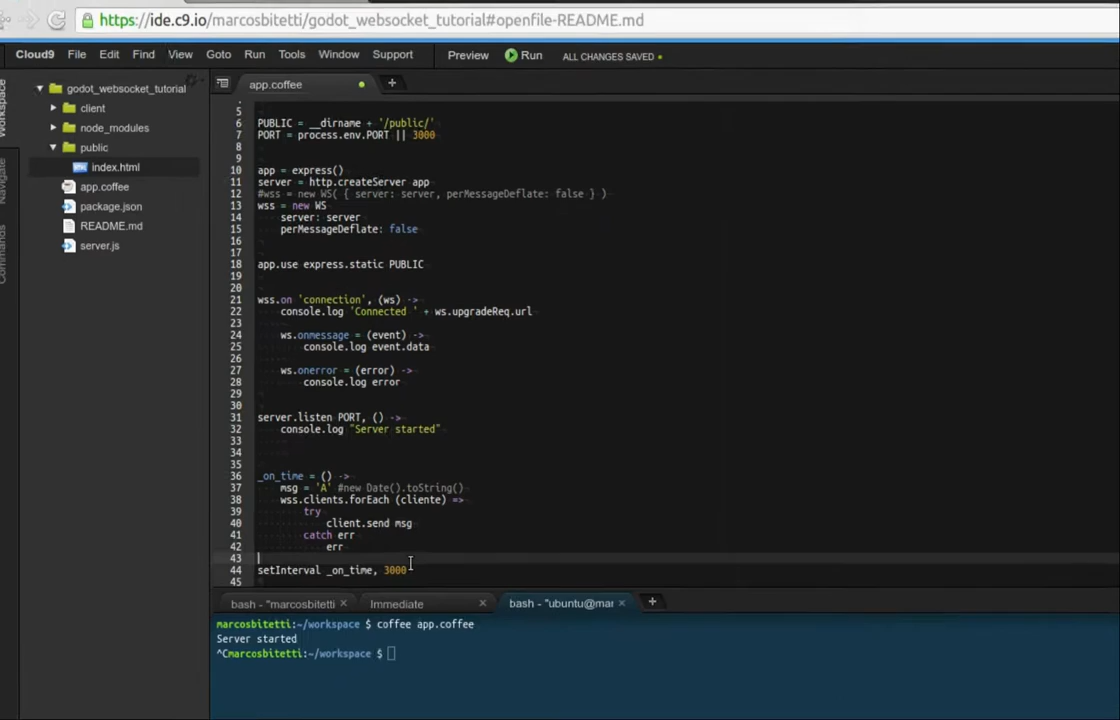 https://ide.c9.io/marcosbitetti/godot_websocket_tutorial#openfile-README.md
Cloud9 File Edit Find View Goto Run Tools Window Support Preview Run ALL CHANGES SAVED
Workspace
Navigate
Commands
godot_websocket_tutorial
client
node_modules
public
index.html
app.coffee
package.json
README.md
server.js
app.coffee
5
6 PUBLIC = __dirname + '/public/'
7 PORT = process.env.PORT || 3000
8
9
10 app = express()
11 server = http.createServer app
12 #wss = new WS( { server: server, perMessageDeflate: false } )
13 wss = new WS
14 server: server
15 perMessageDeflate: false
16
17
18 app.use express.static PUBLIC
19
20
21 wss.on 'connection', (ws) ->
22 console.log 'Connected ' + ws.upgradeReq.url
23
24 ws.onmessage = (event) ->
25 console.log event.data
26
27 ws.onerror = (error) ->
28 console.log error
29
30
31 server.listen PORT, () ->
32 console.log "Server started"
33
34
35
36 _on_time = () ->
37 msg = 'A' #new Date().toString()
38 wss.clients.forEach (cliente) =>
39 try
40 client.send msg
41 catch err
42 err
43
44 setInterval _on_time, 3000
45
bash - "marcosbitetti Immediate bash - "ubuntu@mar
marcosbitetti:~/workspace $ coffee app.coffee
Server started
^Cmarcosbitetti:~/workspace $